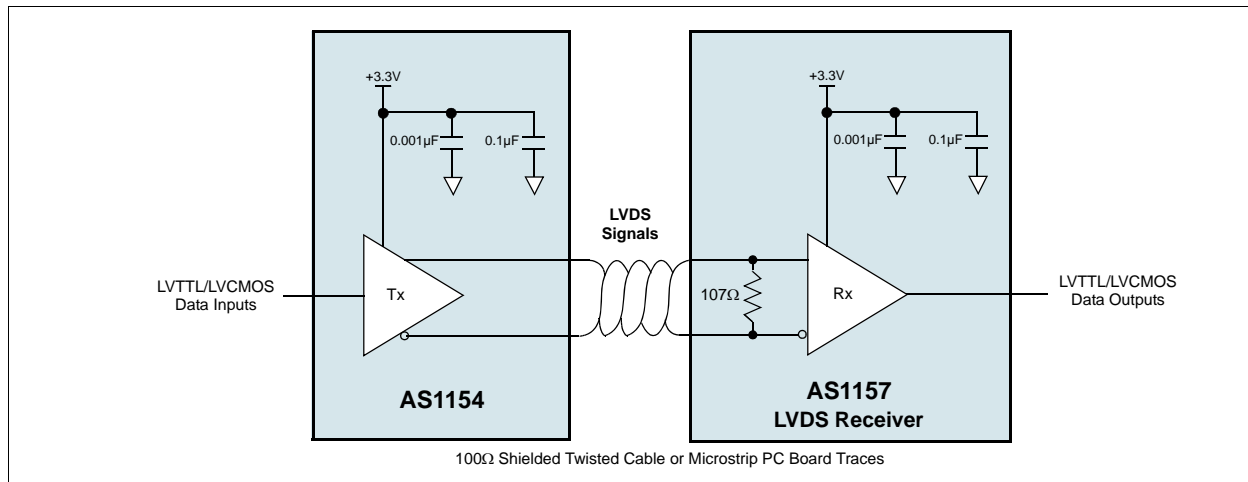 +3.3V
0.001µF
0.1µF
+3.3V
0.001µF
0.1µF
LVDS
Signals
LVTTL/LVCMOS
Data Inputs
Tx
107Ω
Rx
LVTTL/LVCMOS
Data Outputs
AS1154
AS1157
LVDS Receiver
100Ω Shielded Twisted Cable or Microstrip PC Board Traces